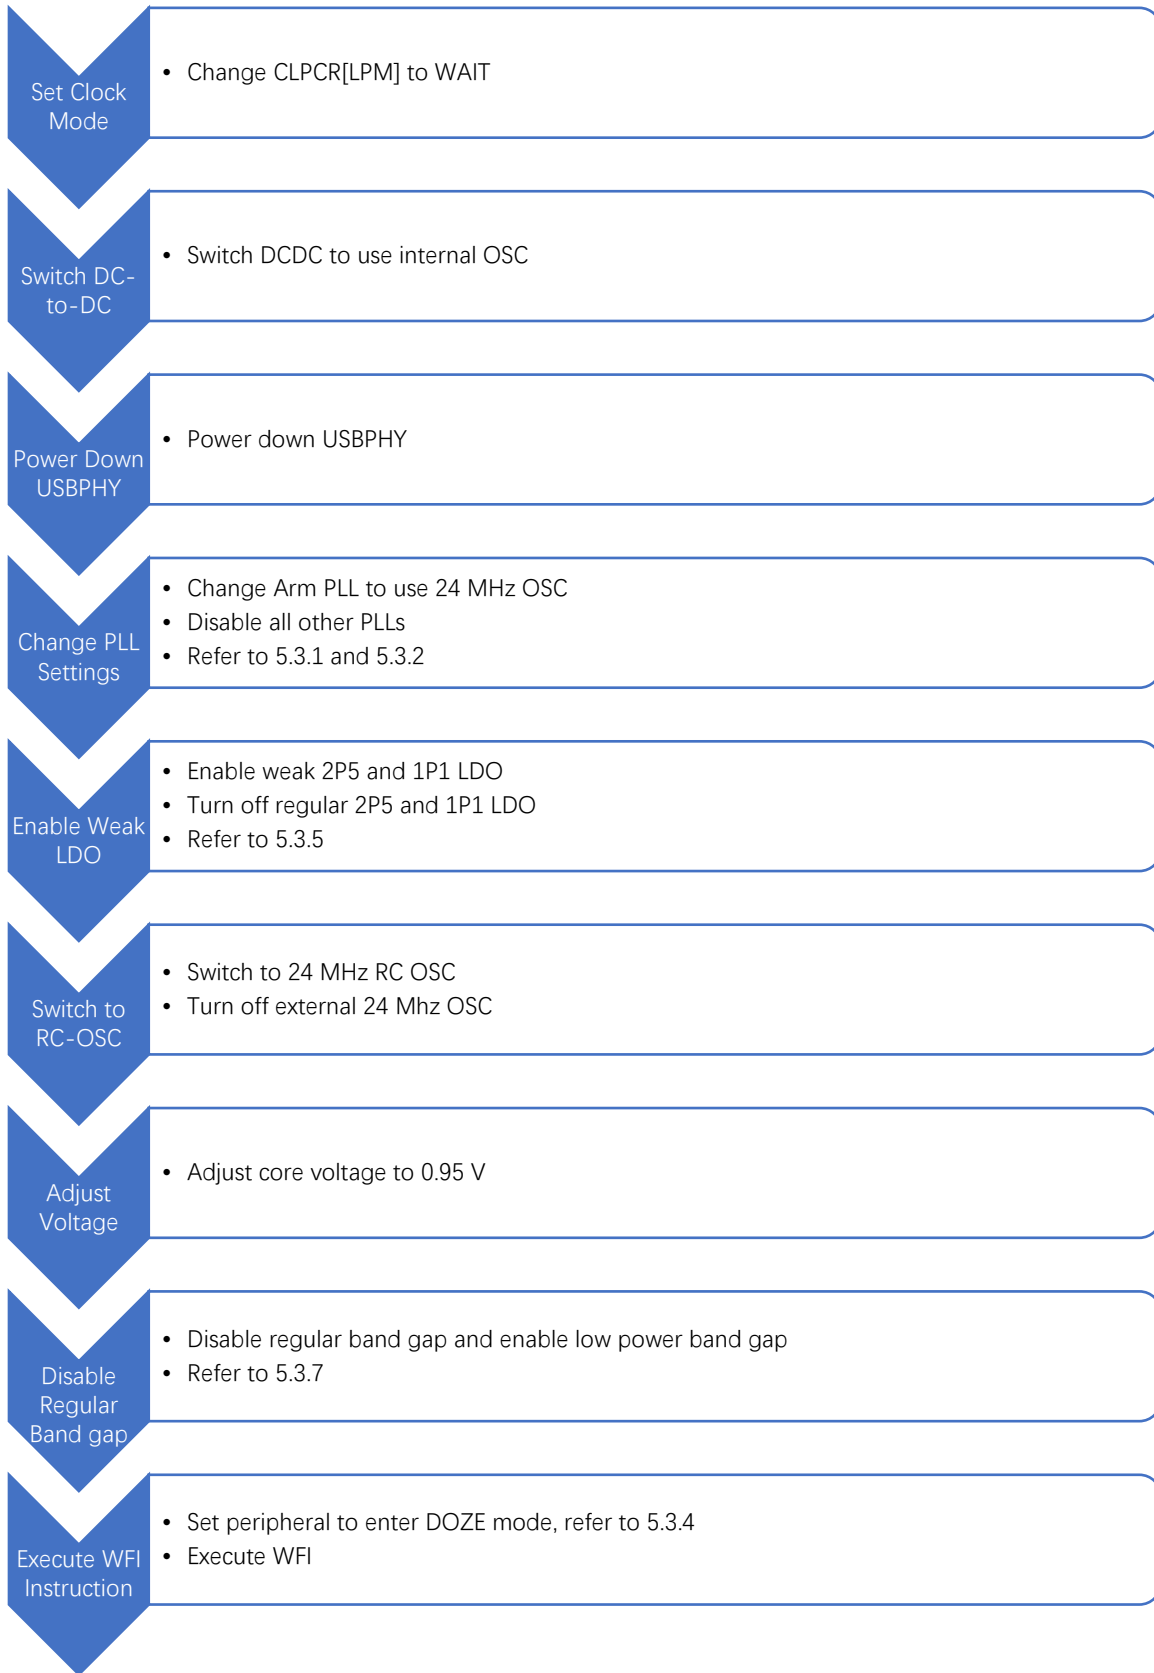 Set Clock
Mode
• Change CLPCR[LPM] to WAIT
Switch DC-
to-DC
• Switch DCDC to use internal OSC
Power Down
USBPHY
• Power down USBPHY
Change PLL
Settings
• Change Arm PLL to use 24 MHz OSC
• Disable all other PLLs
• Refer to 5.3.1 and 5.3.2
Enable Weak
LDO
• Enable weak 2P5 and 1P1 LDO
• Turn off regular 2P5 and 1P1 LDO
• Refer to 5.3.5
Switch to
RC-OSC
• Switch to 24 MHz RC OSC
• Turn off external 24 Mhz OSC
Adjust
Voltage
• Adjust core voltage to 0.95 V
Disable
Regular
Band gap
• Disable regular band gap and enable low power band gap
• Refer to 5.3.7
Execute WFI
Instruction
• Set peripheral to enter DOZE mode, refer to 5.3.4
• Execute WFI